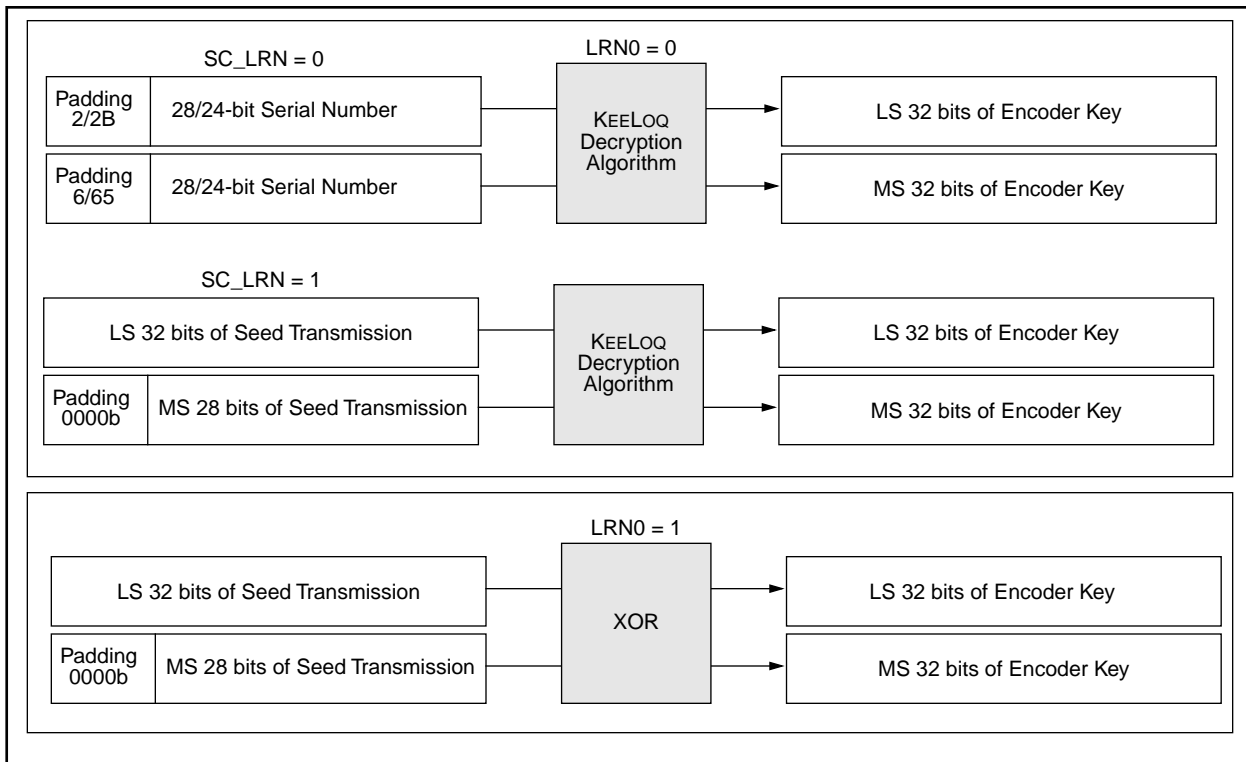 SC_LRN = 0
LRN0 = 0
Padding
2/2B
28/24-bit Serial Number
KEELOQ
Decryption
Algorithm
LS 32 bits of Encoder Key
Padding
6/65
28/24-bit Serial Number
MS 32 bits of Encoder Key
SC_LRN = 1
LS 32 bits of Seed Transmission
KEELOQ
Decryption
Algorithm
LS 32 bits of Encoder Key
Padding
0000b
MS 28 bits of Seed Transmission
MS 32 bits of Encoder Key
LRN0 = 1
LS 32 bits of Seed Transmission
XOR
LS 32 bits of Encoder Key
Padding
0000b
MS 28 bits of Seed Transmission
MS 32 bits of Encoder Key